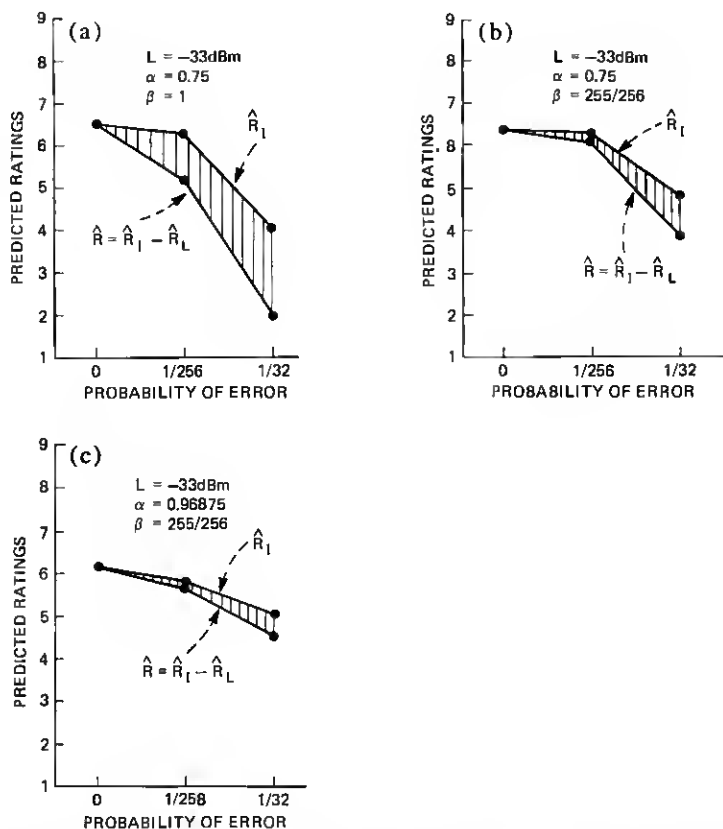 (a)
L = −33dBm
α = 0.75
β = 1
R̂I
R̂ = R̂I − R̂L
PREDICTED RATINGS
9
8
7
6
5
4
3
2
1
0
1/256
1/32
PROBABILITY OF ERROR
(b)
L = −33dBm
α = 0.75
β = 255/256
R̂I
R̂ = R̂I − R̂L
PREDICTED RATINGS
9
8
7
6
8
4
3
2
1
0
1/256
1/32
PROBABILITY OF ERROR
(c)
L = −33dBm
α = 0.96875
β = 255/256
R̂I
R̂ = R̂I − R̂L
PREDICTED RATINGS
9
8
7
6
5
4
3
2
1
0
1/258
1/32
PROBABILITY OF ERROR